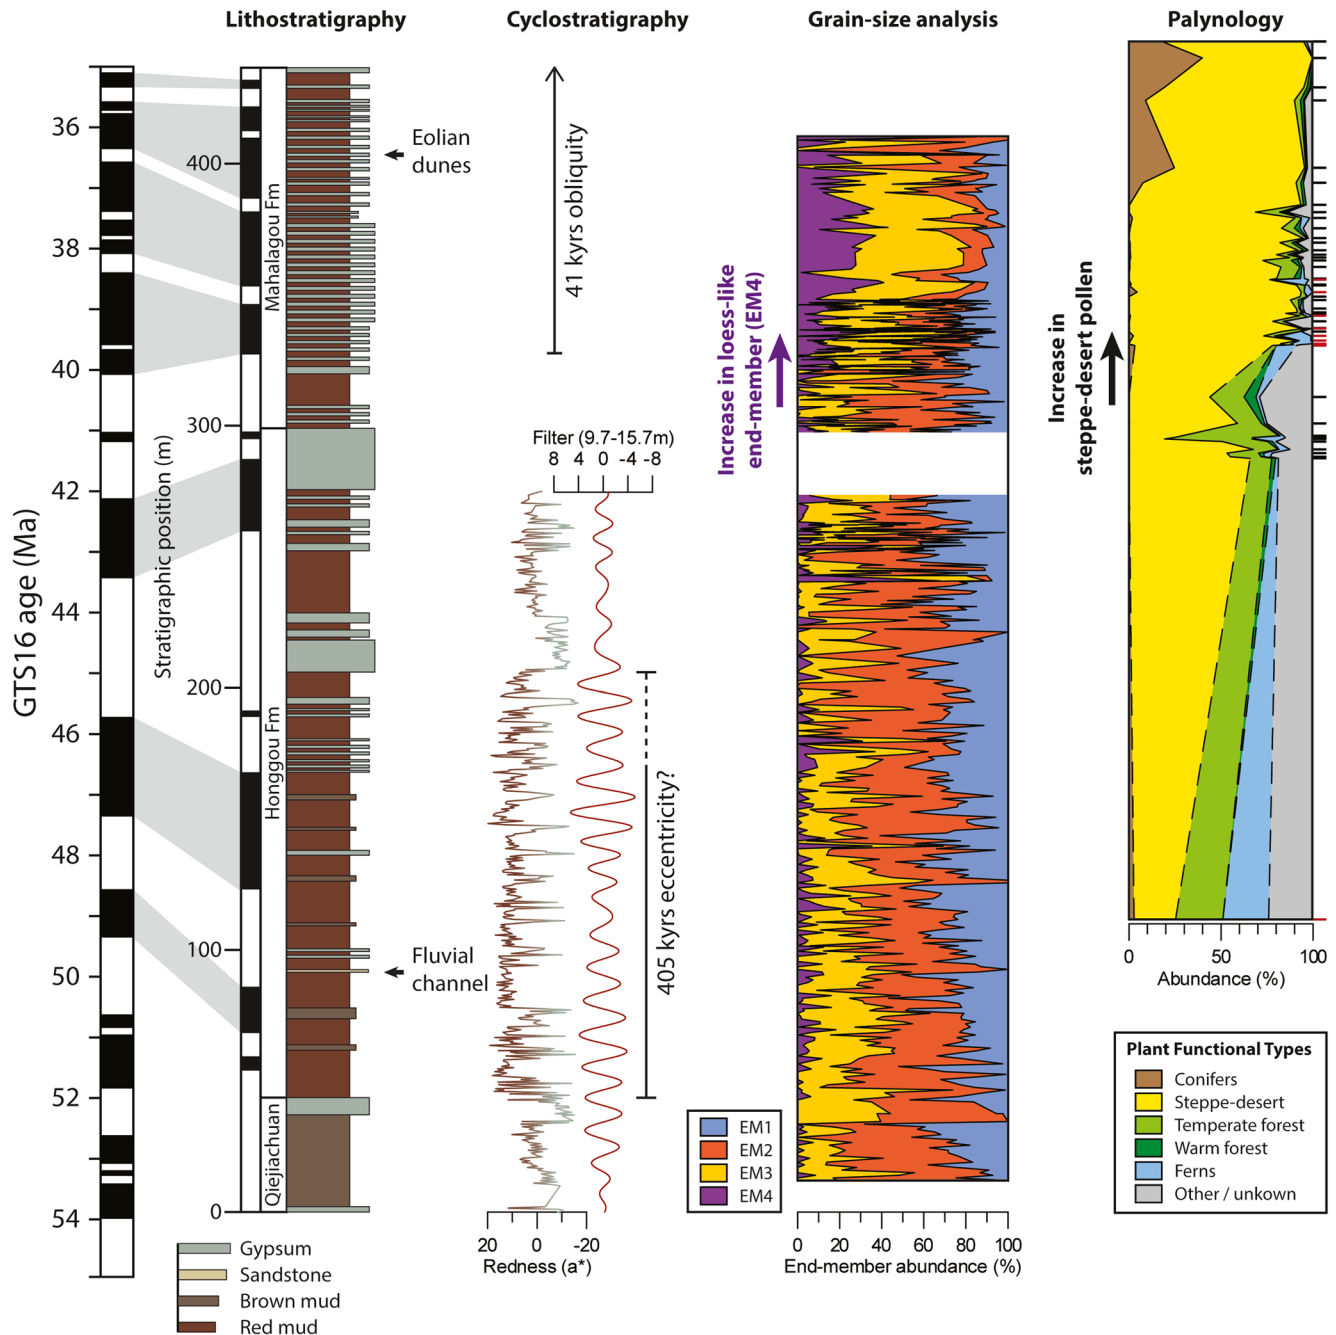 Lithostratigraphy
Cyclostratigraphy
Grain-size analysis
Palynology
GTS16 age (Ma)
36
38
40
42
44
46
48
50
52
54
Stratigraphic position (m)
400
300
200
100
0
Mahalagou Fm
Honggou Fm
Qiejiachuan
Eolian
dunes
Fluvial
channel
Gypsum
Sandstone
Brown mud
Red mud
41 kyrs obliquity
Filter (9.7-15.7m)
8 4 0 -4 -8
405 kyrs eccentricity?
20 0 -20
Redness (a*)
Increase in loess-like
end-member (EM4)
EM1
EM2
EM3
EM4
0 20 40 60 80 100
End-member abundance (%)
Increase in
steppe-desert pollen
0 50 100
Abundance (%)
Plant Functional Types
Conifers
Steppe-desert
Temperate forest
Warm forest
Ferns
Other / unkown